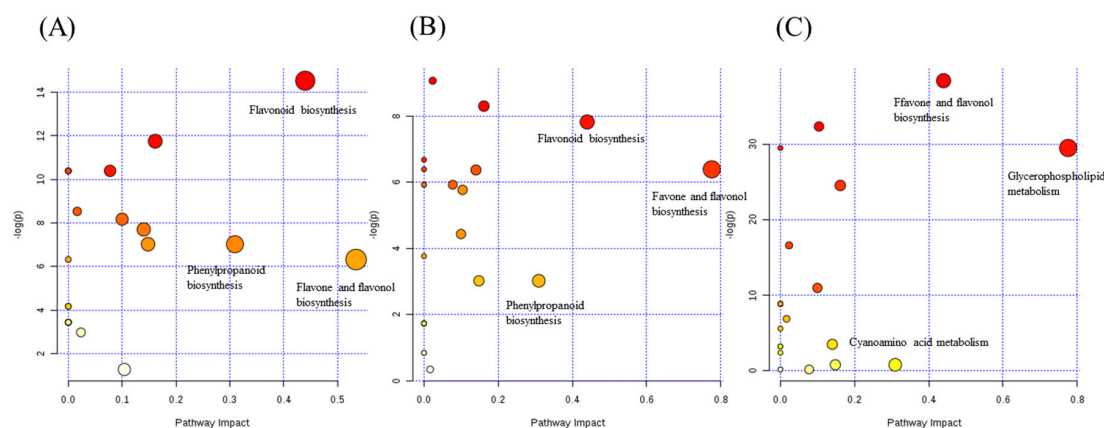 (A)
(B)
(C)
14
12
10
8
6
4
2
-log(p)
Flavonoid biosynthesis
Phenylpropanoid
biosynthesis
Flavone and flavonol
biosynthesis
0.0 0.1 0.2 0.3 0.4 0.5
Pathway Impact
8
6
4
2
0
-log(p)
Flavonoid biosynthesis
Favone and flavonol
biosynthesis
Phenylpropanoid
biosynthesis
0.0 0.2 0.4 0.6 0.8
Pathway Impact
30
20
10
0
-log(p)
Ffavone and flavonol
biosynthesis
Glycerophospholipid
metabolism
Cyanoamino acid metabolism
0.0 0.2 0.4 0.6 0.8
Pathway Impact